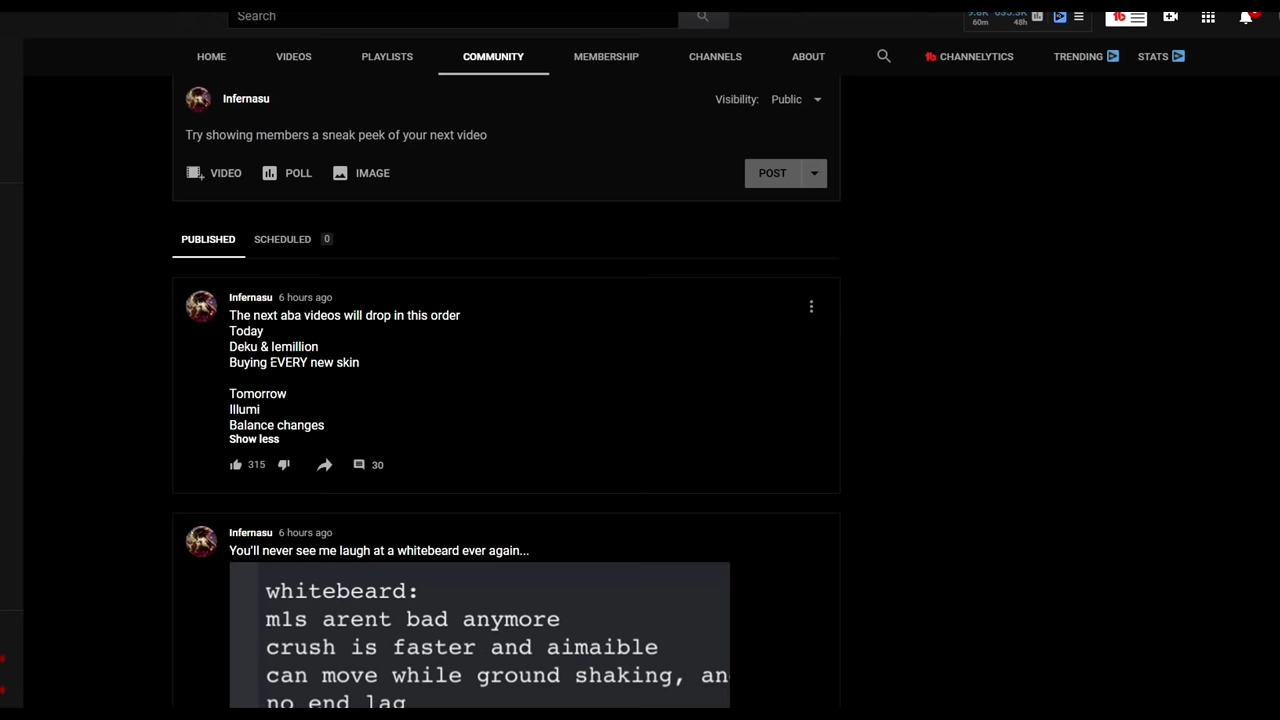 Search
60m 48h
HOME VIDEOS PLAYLISTS COMMUNITY MEMBERSHIP CHANNELS ABOUT CHANNELYTICS TRENDING STATS
Infernasu
Visibility: Public
Try showing members a sneak peek of your next video
VIDEO POLL IMAGE POST
PUBLISHED SCHEDULED 0
Infernasu 6 hours ago
The next aba videos will drop in this order
Today
Deku & lemillion
Buying EVERY new skin
Tomorrow
Illumi
Balance changes
Show less
315 30
Infernasu 6 hours ago
You'll never see me laugh at a whitebeard ever again...
whitebeard:
m1s arent bad anymore
crush is faster and aimaible
can move while ground shaking, an
no end lag